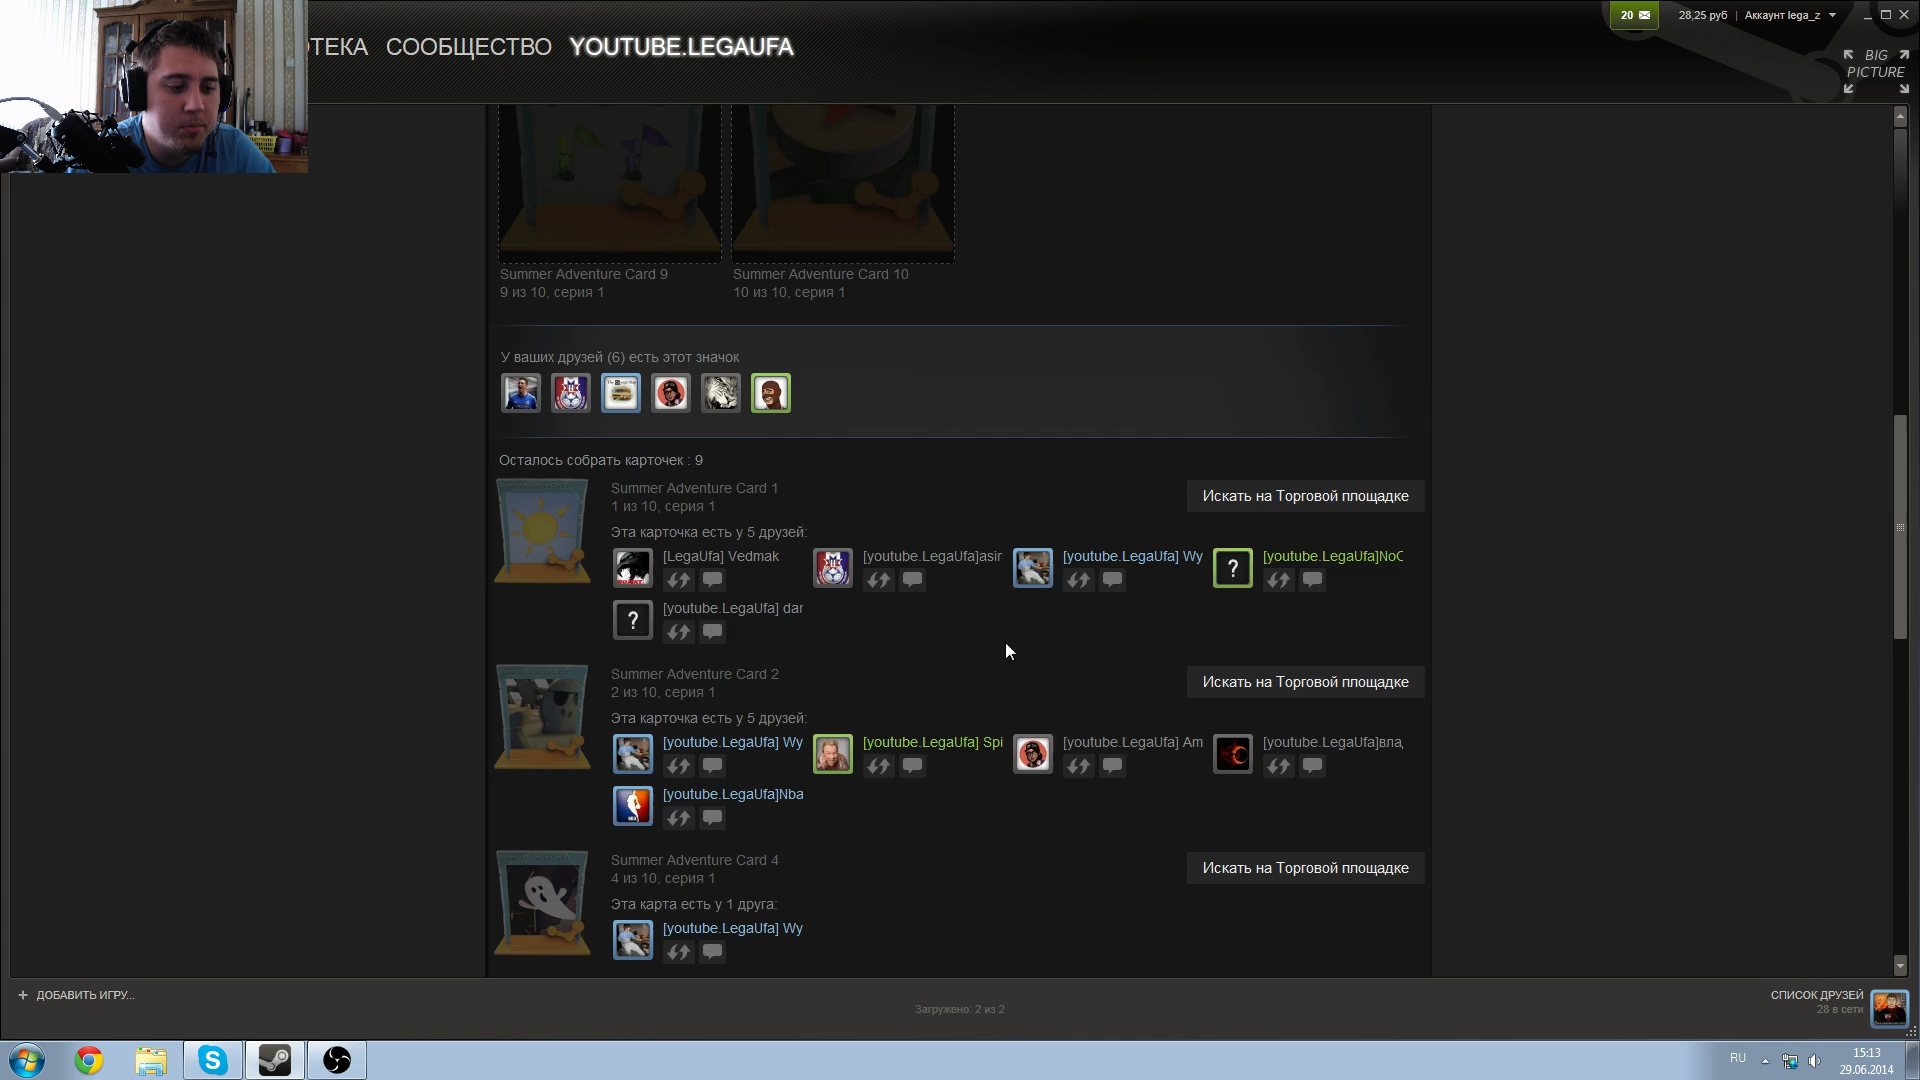 20
28,25 руб
Аккаунт lega_z
ОТЕКА СООБЩЕСТВО YOUTUBE.LEGAUFA
BIG
PICTURE
Summer Adventure Card 9
9 из 10, серия 1
Summer Adventure Card 10
10 из 10, серия 1
У ваших друзей (6) есть этот значок
Осталось собрать карточек : 9
Summer Adventure Card 1
1 из 10, серия 1
Искать на Торговой площадке
Эта карточка есть у 5 друзей:
[LegaUfa] Vedmak
[youtube.LegaUfa]asir
[youtube.LegaUfa] Wy
[youtube.LegaUfa]NoC
[youtube.LegaUfa] dar
Summer Adventure Card 2
2 из 10, серия 1
Искать на Торговой площадке
Эта карточка есть у 5 друзей:
[youtube.LegaUfa] Wy
[youtube.LegaUfa] Spi
[youtube.LegaUfa] Am
[youtube.LegaUfa]вла
[youtube.LegaUfa]Nba
Summer Adventure Card 4
4 из 10, серия 1
Искать на Торговой площадке
Эта карта есть у 1 друга:
[youtube.LegaUfa] Wy
+ ДОБАВИТЬ ИГРУ...
Загружено: 2 из 2
СПИСОК ДРУЗЕЙ
28 в сети
RU
15:13
29.06.2014